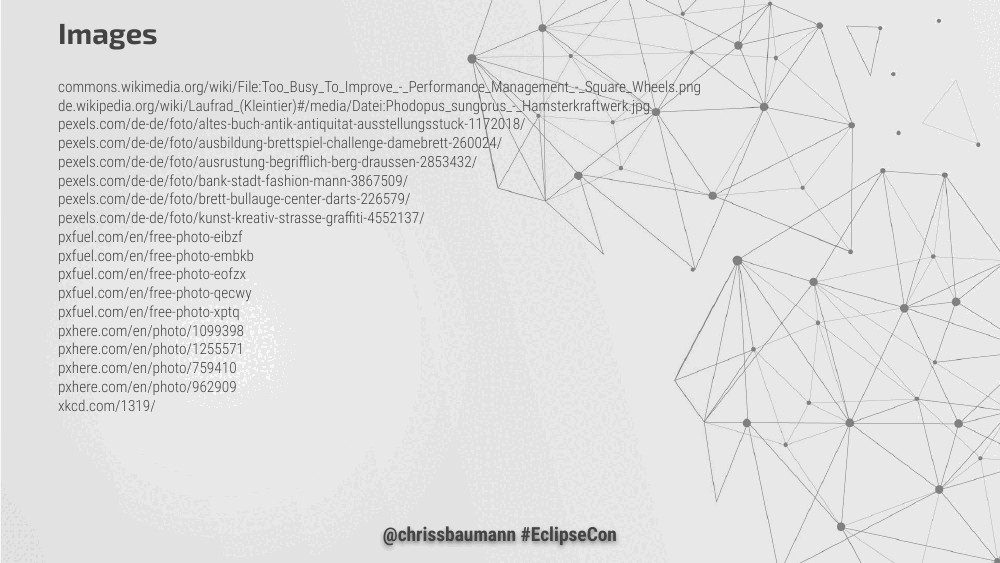 Images
commons.wikimedia.org/wiki/File:Too_Busy_To_Improve_-_Performance_Management_-_Square_Wheels.png
de.wikipedia.org/wiki/Laufrad_(Kleintier)#/media/Datei:Phodopus_sungorus_-_Hamsterkraftwerk.jpg
pexels.com/de-de/foto/altes-buch-antik-antiquitat-ausstellungsstuck-1172018/
pexels.com/de-de/foto/ausbildung-brettspiel-challenge-damebrett-260024/
pexels.com/de-de/foto/ausrustung-begrifflich-berg-draussen-2853432/
pexels.com/de-de/foto/bank-stadt-fashion-mann-3867509/
pexels.com/de-de/foto/brett-bullauge-center-darts-226579/
pexels.com/de-de/foto/kunst-kreativ-strasse-graffiti-4552137/
pxfuel.com/en/free-photo-eibzf
pxfuel.com/en/free-photo-embkb
pxfuel.com/en/free-photo-eofzx
pxfuel.com/en/free-photo-qecwy
pxfuel.com/en/free-photo-xptq
pxhere.com/en/photo/1099398
pxhere.com/en/photo/1255571
pxhere.com/en/photo/759410
pxhere.com/en/photo/962909
xkcd.com/1319/
@chrissbaumann #EclipseCon